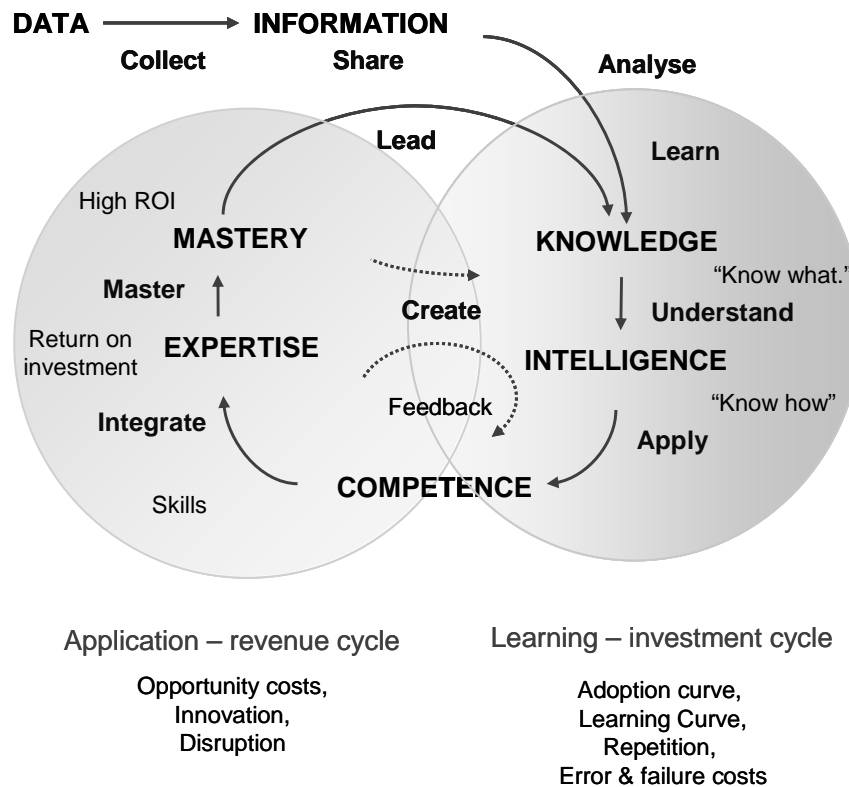 DATA
INFORMATION
Collect
Share
Analyse
Lead
Learn
High ROI
MASTERY
KNOWLEDGE
“Know what.”
Master
Create
Understand
Return on
investment
EXPERTISE
INTELLIGENCE
Feedback
“Know how”
Integrate
Apply
COMPETENCE
Skills
Application – revenue cycle
Opportunity costs,
Innovation,
Disruption
Learning – investment cycle
Adoption curve,
Learning Curve,
Repetition,
Error & failure costs